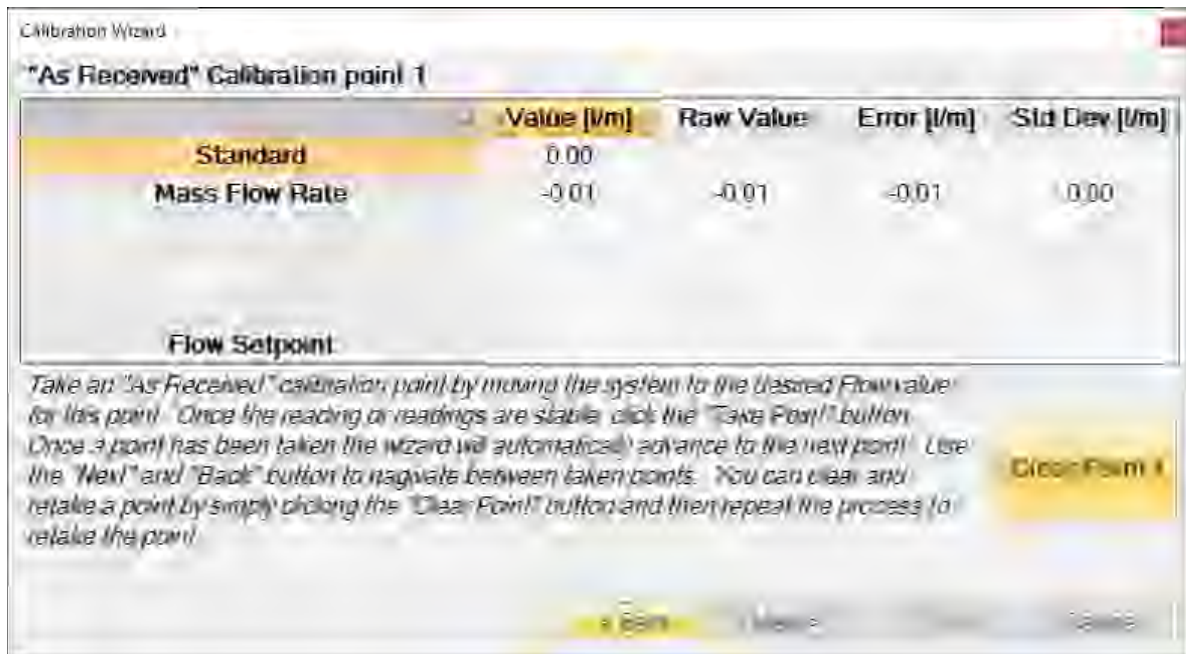 Calibration Wizard
"As Received" Calibration point 1
Value [l/m] Raw Value Error [l/m] Std Dev [l/m]
Standard 0.00
Mass Flow Rate -0.01 -0.01 -0.01 0.00
Flow Setpoint
Take an "As Received" calibration point by moving the system to the desired Flow value
for this point. Once the reading or readings are stable click the "Take Point" button.
Once a point has been taken the wizard will automatically advance to the next point. Use
the "Next" and "Back" button to nagivate between taken points. You can clear and
retake a point by simply clicking the "Clear Point" button and then repeat the process to
retake the point.
Clear Point 1
< Back